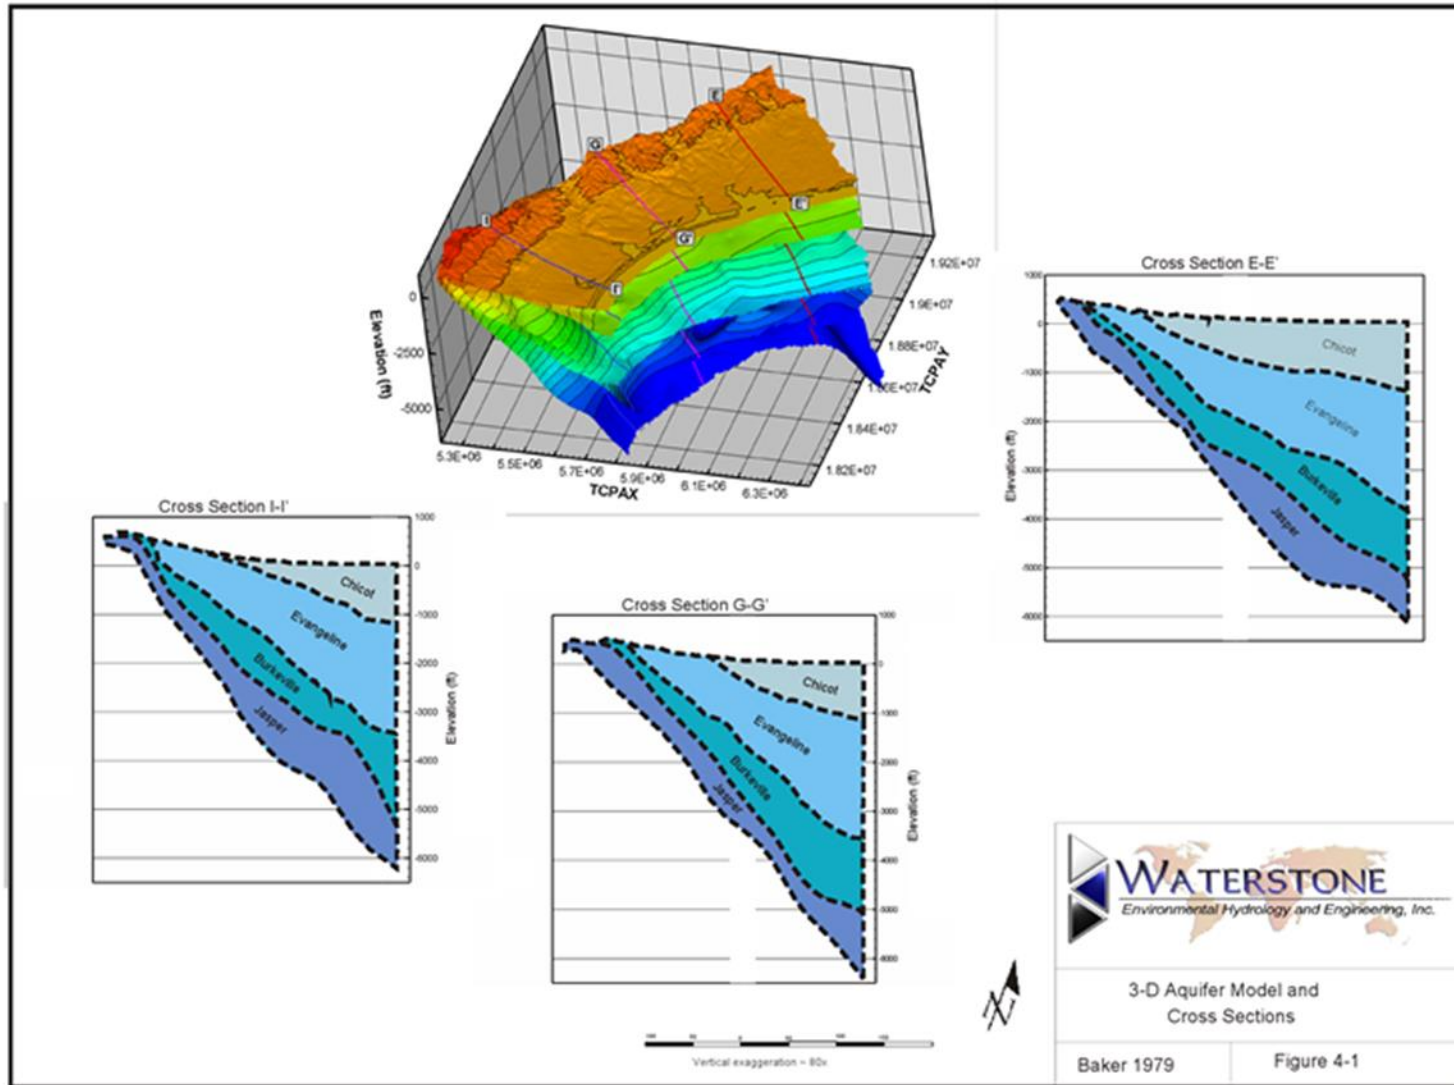 E
G
I
E'
G'
I'
0
-2500
-5000
Elevation (ft)
5.3E+06
5.5E+06
5.7E+06
5.9E+06
6.1E+06
6.3E+06
TCPAX
1.92E+07
1.9E+07
1.88E+07
1.86E+07
1.84E+07
1.82E+07
TCPAY
Cross Section E-E'
1000
0
-1000
-2000
-3000
-4000
-5000
-6000
Elevation (ft)
Chicot
Evangeline
Burkeville
Jasper
Cross Section I-I'
1000
0
-1000
-2000
-3000
-4000
-5000
-6000
Elevation (ft)
Chicot
Evangeline
Burkeville
Jasper
Cross Section G-G'
1000
0
-1000
-2000
-3000
-4000
-5000
-6000
Elevation (ft)
Chicot
Evangeline
Burkeville
Jasper
N
Vertical exaggeration ~ 80x
WATERSTONE
Environmental Hydrology and Engineering, Inc.
3-D Aquifer Model and
Cross Sections
Baker 1979
Figure 4-1